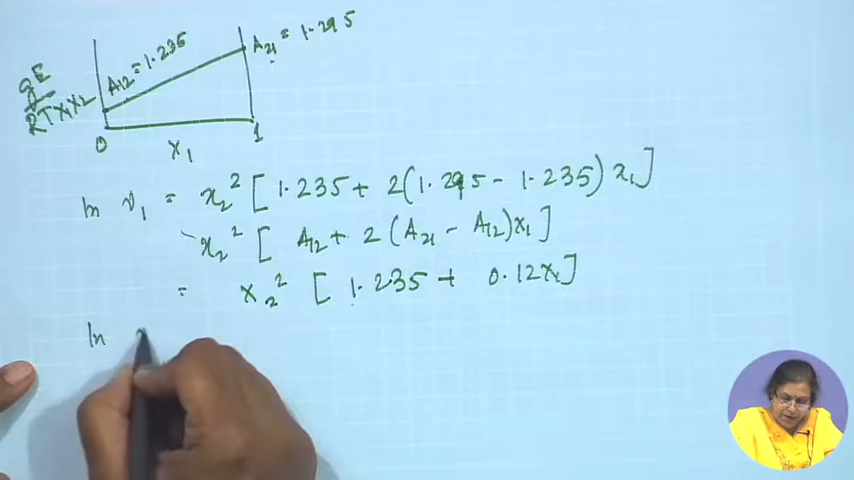 A₁₂ = 1.235
A₂₁ = 1.295
g^E / RTx₁x₂
0 1
x₁
ln γ₁ = x₂² [1.235 + 2(1.295 - 1.235)x₁]
x₂² [A₁₂ + 2(A₂₁ - A₁₂)x₁]
= x₂² [1.235 + 0.12x₁]
ln